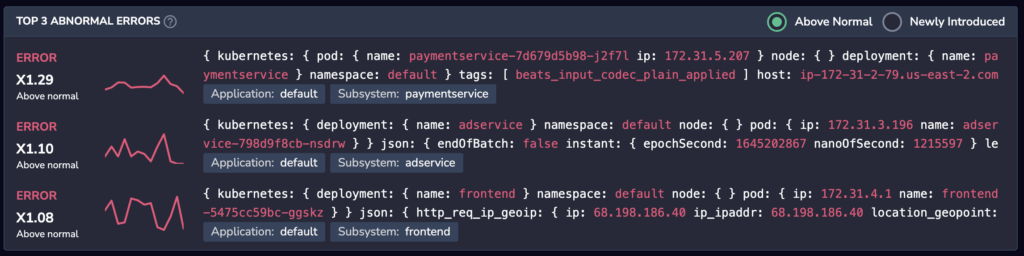 TOP 3 ABNORMAL ERRORS ? Above Normal Newly Introduced
ERROR
X1.29
Above normal
{ kubernetes: { pod: { name: paymentservice-7d679d5b98-j2f7l ip: 172.31.5.207 } node: { } deployment: { name: pa
ymentservice } namespace: default } tags: [ beats_input_codec_plain_applied ] host: ip-172-31-2-79.us-east-2.com
Application: default Subsystem: paymentservice
ERROR
X1.10
Above normal
{ kubernetes: { deployment: { name: adservice } namespace: default node: { } pod: { ip: 172.31.3.196 name: adser
vice-798d9f8cb-nsdrw } } json: { endOfBatch: false instant: { epochSecond: 1645202867 nanoOfSecond: 1215597 } le
Application: default Subsystem: adservice
ERROR
X1.08
Above normal
{ kubernetes: { deployment: { name: frontend } namespace: default node: { } pod: { ip: 172.31.4.1 name: frontend
-5475cc59bc-ggskz } } json: { http_req_ip_geoip: { ip: 68.198.186.40 ip_ipaddr: 68.198.186.40 location_geopoint:
Application: default Subsystem: frontend